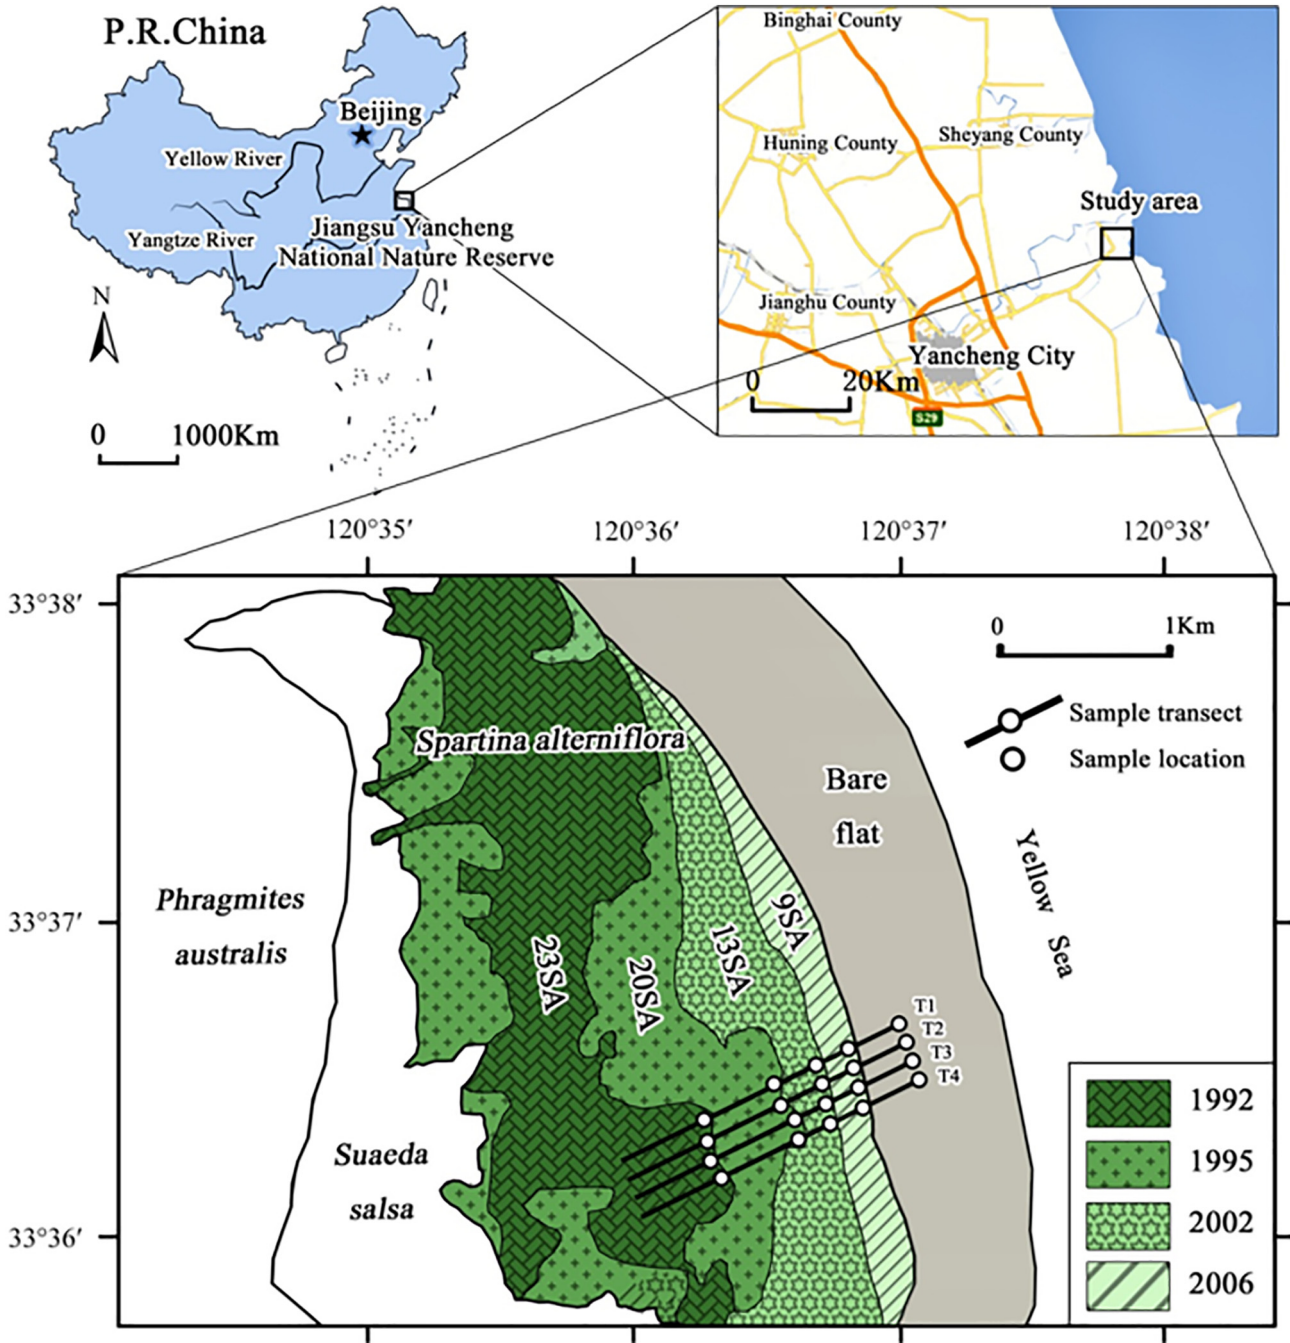 P.R.China
Beijing
Yellow River
Yangtze River
Jiangsu Yancheng
National Nature Reserve
N
0 1000Km
Binghai County
Huning County
Sheyang County
Study area
Jianghu County
Yancheng City
0 20Km
S29
120°35′ 120°36′ 120°37′ 120°38′
33°38′
33°37′
33°36′
0 1Km
Sample transect
Sample location
Spartina alterniflora
Bare
flat
Yellow Sea
Phragmites
australis
23SA
20SA
13SA
9SA
T1
T2
T3
T4
Suaeda
salsa
1992
1995
2002
2006